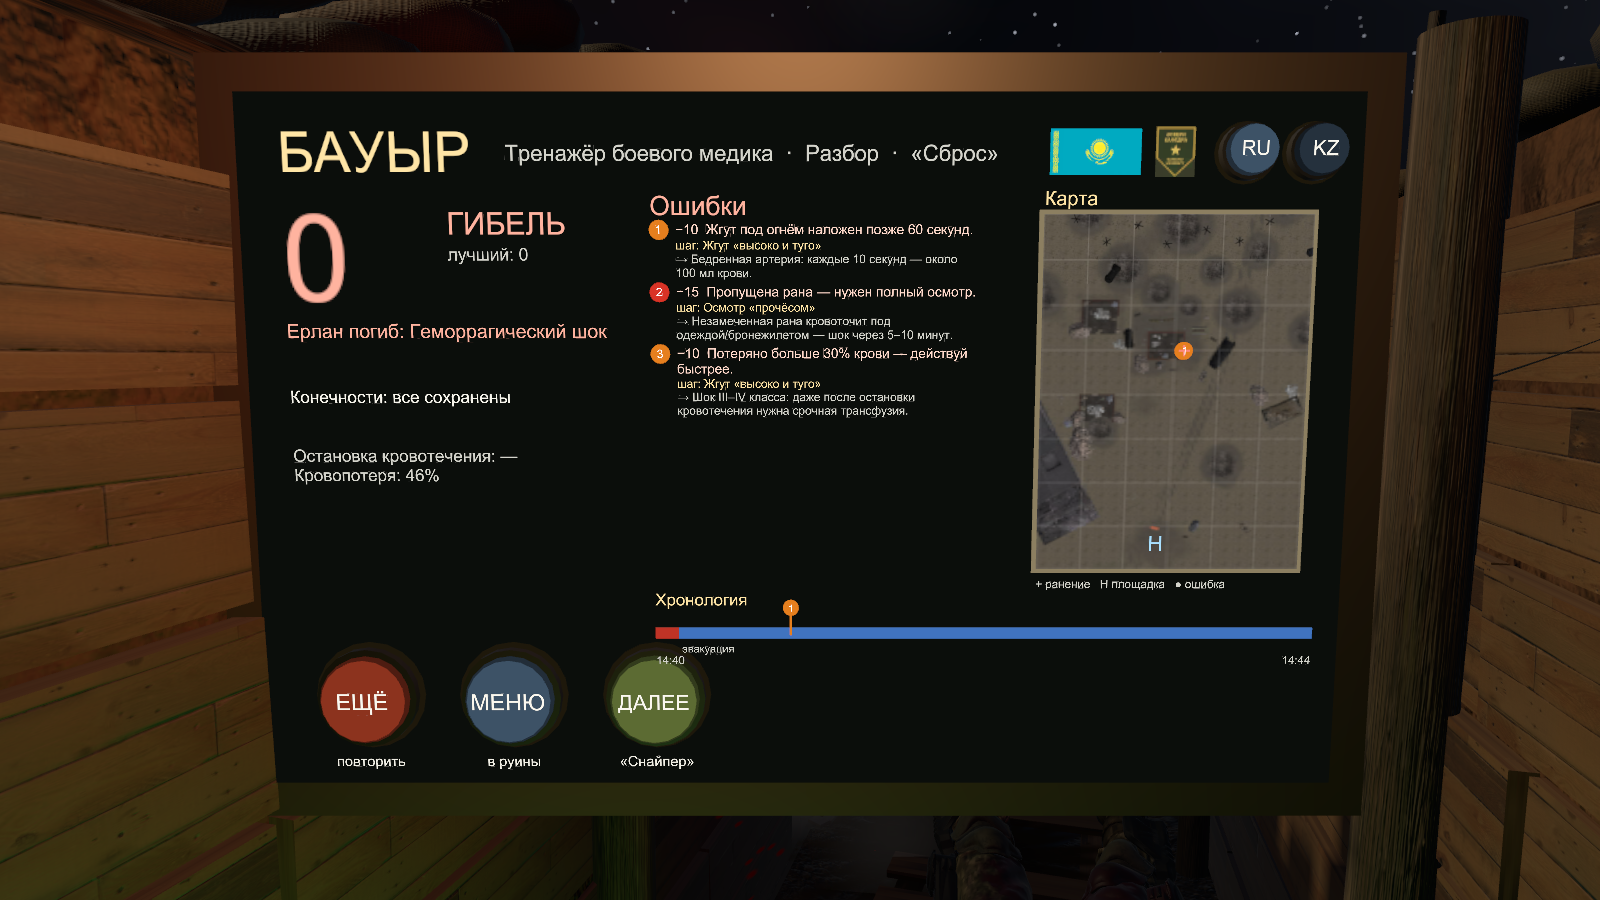 БАУЫР
Тренажёр боевого медика · Разбор · «Сброс»
RU
KZ
0
ГИБЕЛЬ
лучший: 0
Ерлан погиб: Геморрагический шок
Конечности: все сохранены
Остановка кровотечения: —
Кровопотеря: 46%
Ошибки
1 −10 Жгут под огнём наложен позже 60 секунд.
шаг: Жгут «высоко и туго»
→ Бедренная артерия: каждые 10 секунд — около
100 мл крови.
2 −15 Пропущена рана — нужен полный осмотр.
шаг: Осмотр «прочёсом»
→ Незамеченная рана кровоточит под
одеждой/бронежилетом — шок через 5–10 минут.
3 −10 Потеряно больше 30% крови — действуй
быстрее.
шаг: Жгут «высоко и туго»
→ Шок III–IV класса: даже после остановки
кровотечения нужна срочная трансфузия.
Карта
H
+ ранение H площадка ● ошибка
Хронология
1
эвакуация
14:40
14:44
ЕЩЁ
МЕНЮ
ДАЛЕЕ
повторить
в руины
«Снайпер»